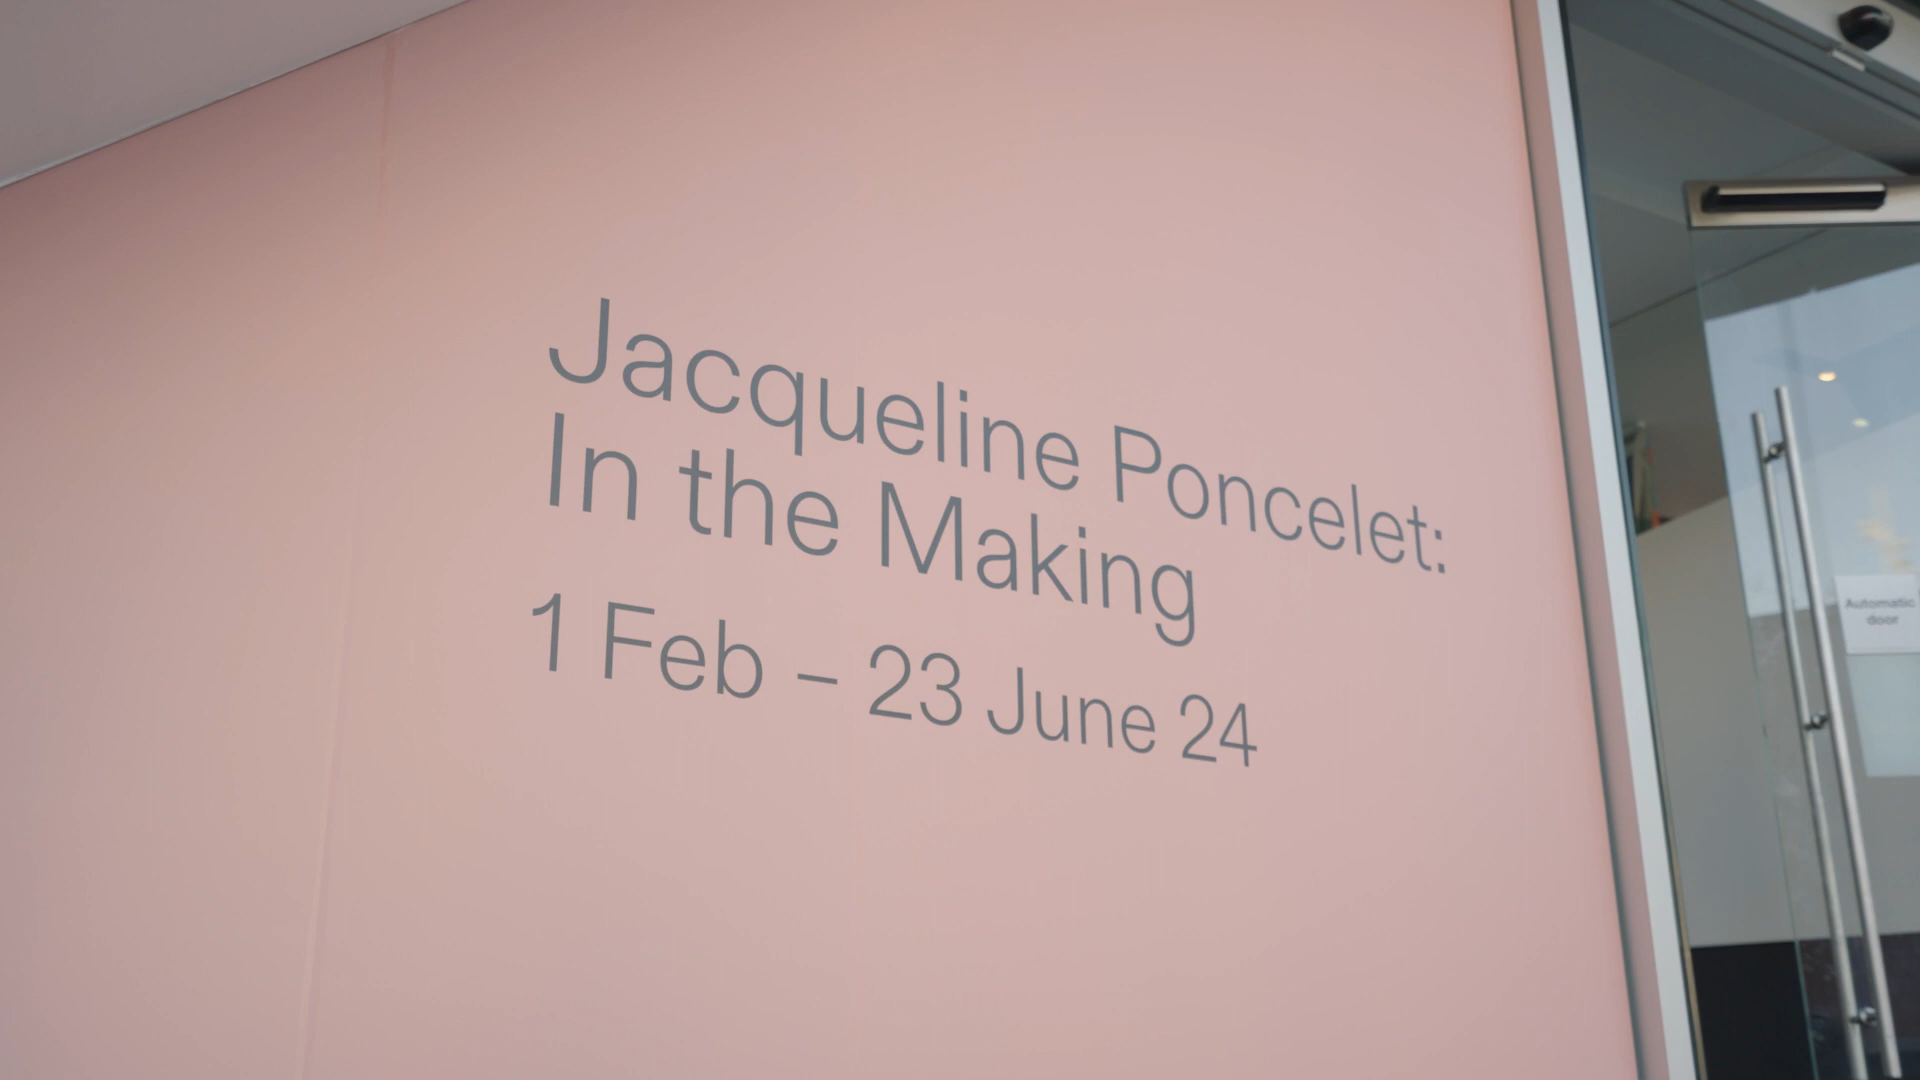 Jacqueline Poncelet:
In the Making
1 Feb – 23 June 24
Automatic
door